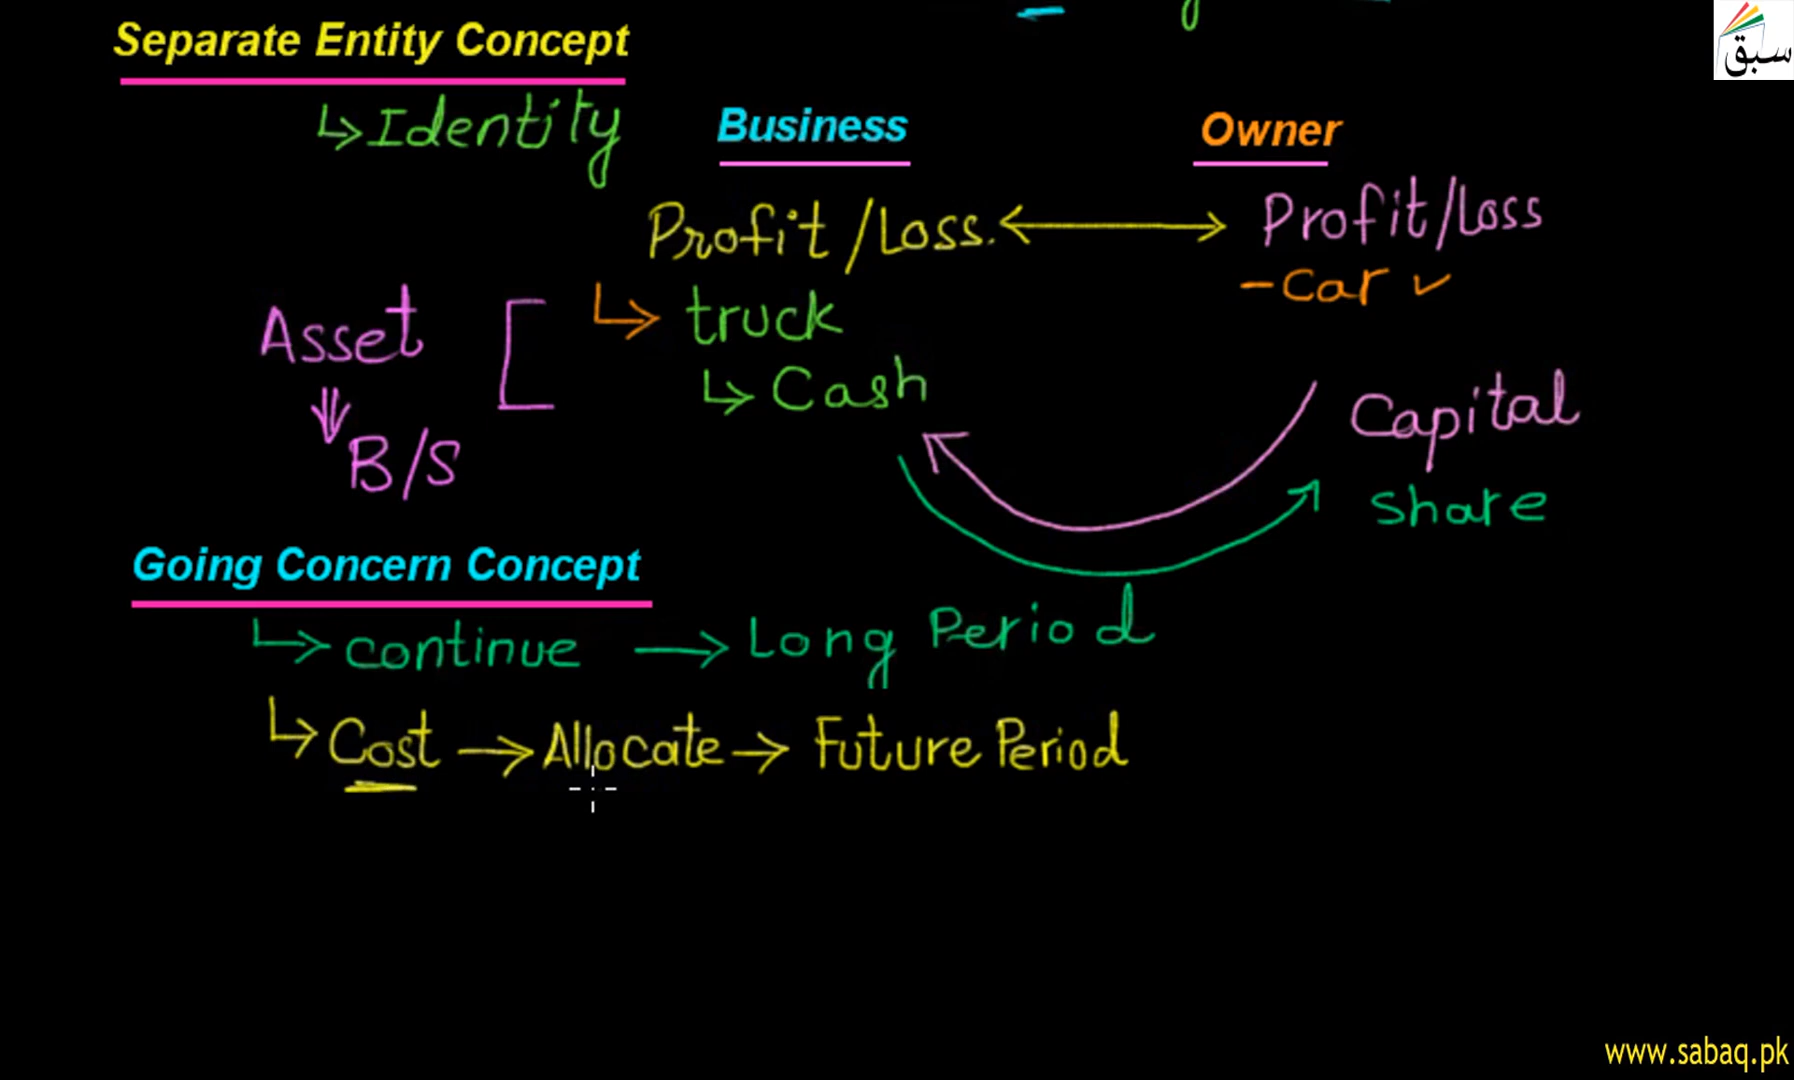 Separate Entity Concept
سبق
↳ Identity
Business
Owner
Profit/Loss. ⟷ Profit/Loss
- Car ✓
Asset [ ↳ truck
↳ Cash
Capital
⇓ B/S
Share
Going Concern Concept
↳ continue → Long Period
↳ Cost → Allocate → Future Period
www.sabaq.pk